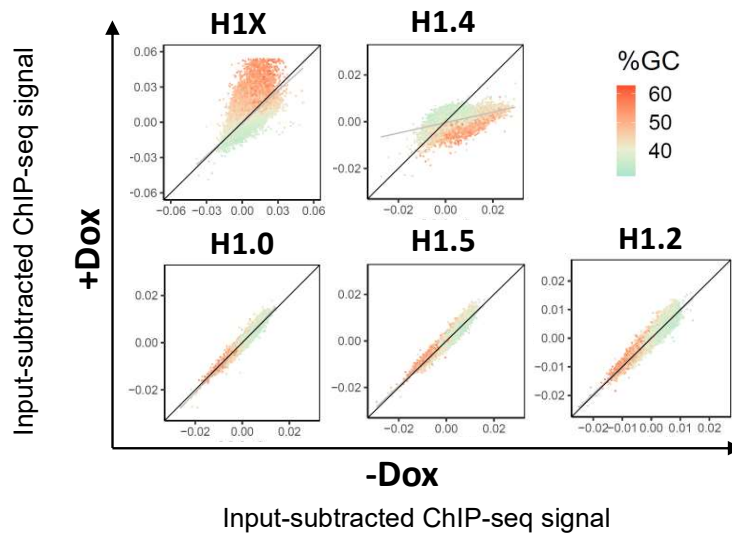 H1X
H1.4
%GC
60
50
40
0.06
0.03
0.00
-0.03
-0.06
-0.06 -0.03 0.00 0.03 0.06
0.02
0.00
-0.02
-0.02 0.00 0.02
H1.0
H1.5
H1.2
0.02
0.00
-0.02
-0.02 0.00 0.02
0.02
0.00
-0.02
-0.02 0.00 0.02
0.02
0.01
0.00
-0.01
-0.02
-0.02 -0.01 0.00 0.01 0.02
+Dox
Input-subtracted ChIP-seq signal
-Dox
Input-subtracted ChIP-seq signal